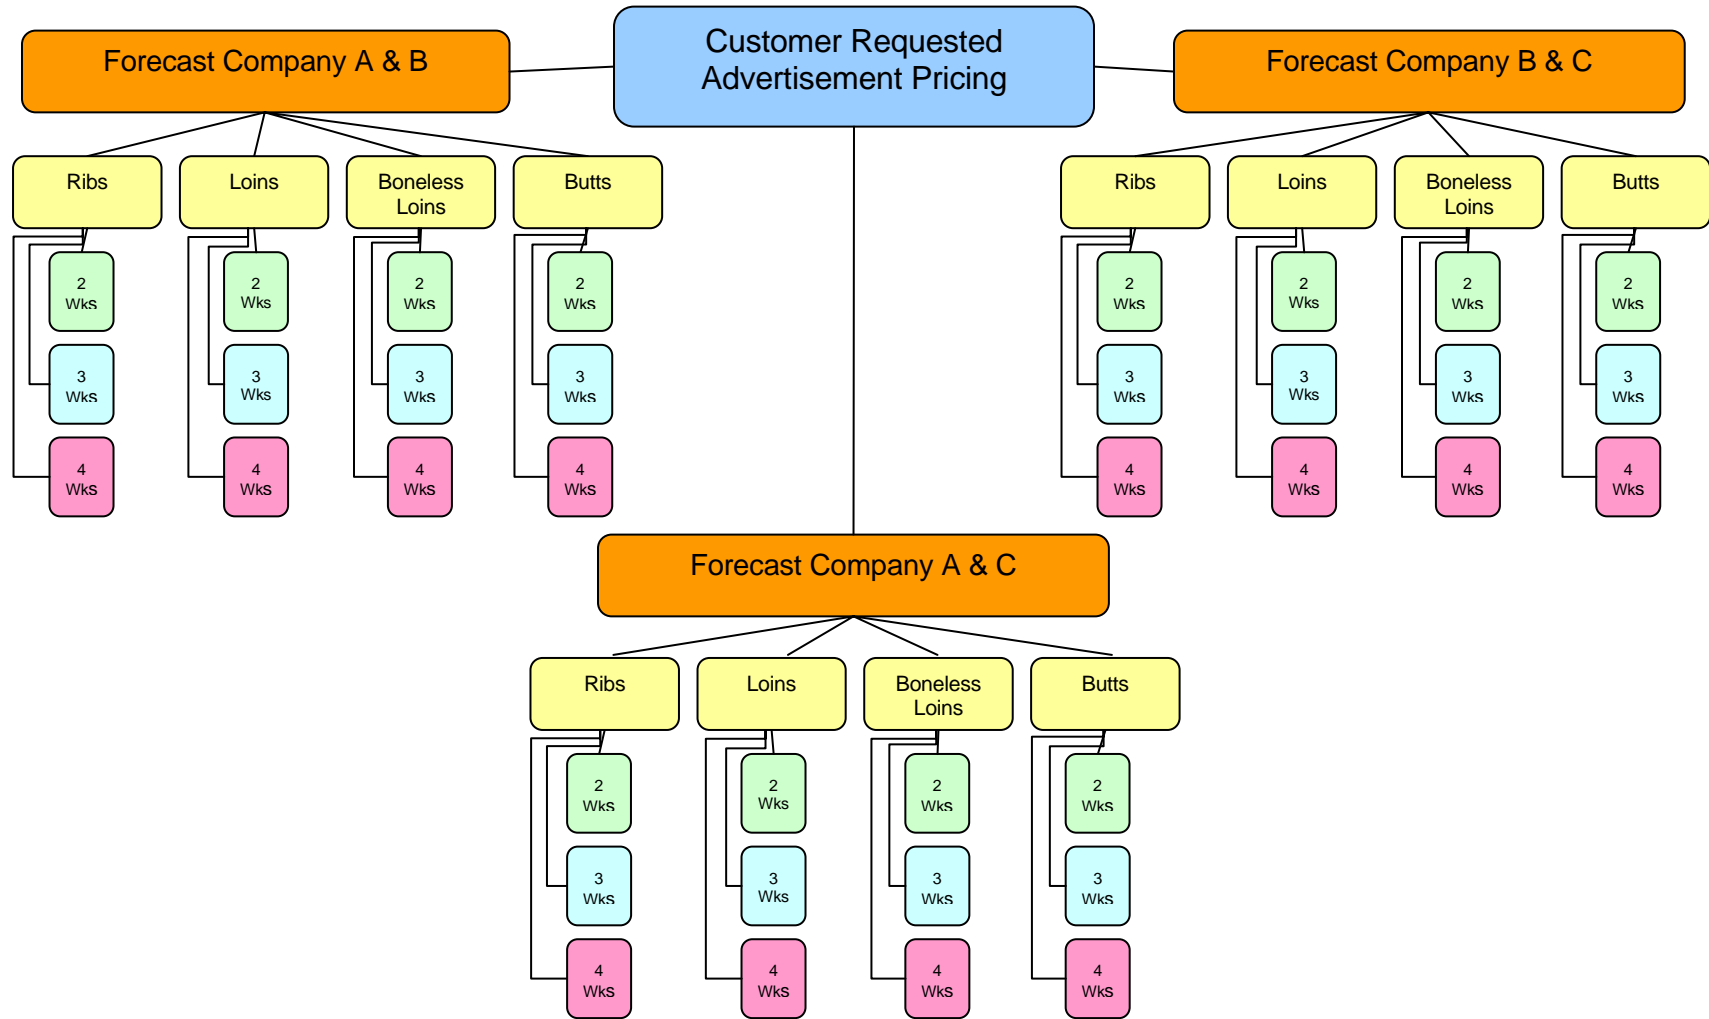 Forecast Company A & B
Customer Requested
Advertisement Pricing
Forecast Company B & C
Ribs
Loins
Boneless
Loins
Butts
Ribs
Loins
Boneless
Loins
Butts
2
Wks
2
Wks
2
Wks
2
Wks
2
Wks
2
Wks
2
Wks
2
Wks
3
Wks
3
Wks
3
Wks
3
Wks
3
Wks
3
Wks
3
Wks
3
Wks
4
Wks
4
Wks
4
Wks
4
Wks
4
Wks
4
Wks
4
Wks
4
Wks
Forecast Company A & C
Ribs
Loins
Boneless
Loins
Butts
2
Wks
2
Wks
2
Wks
2
Wks
3
Wks
3
Wks
3
Wks
3
Wks
4
Wks
4
Wks
4
Wks
4
Wks